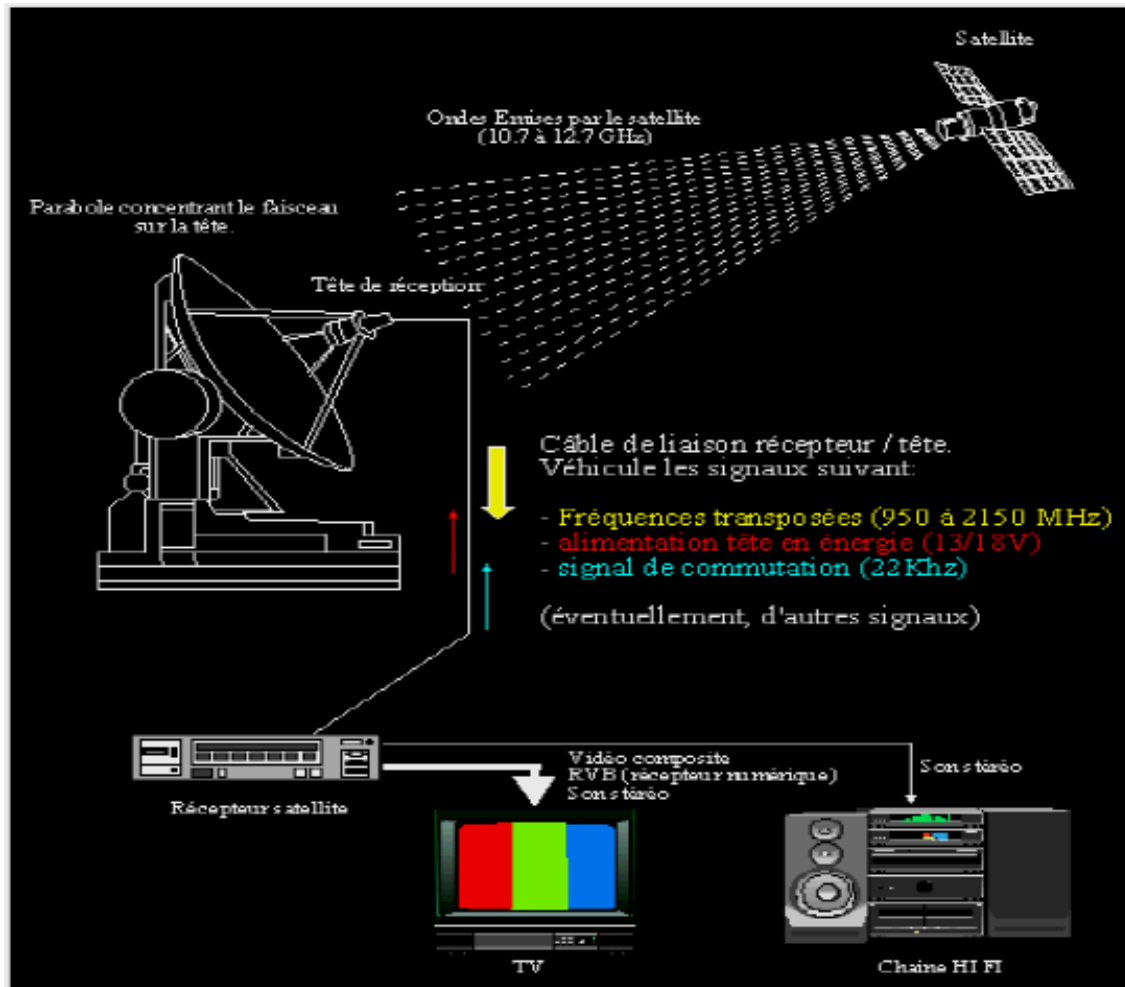 Satellite
Ondes Emises par le satellite
(10.7 à 12.7 GHz)
Parabole concentrant le faisceau
sur la tête.
Tête de réception
Câble de liaison récepteur / tête.
Véhicule les signaux suivant:
- Fréquences transposées (950 à 2150 MHz)
- alimentation tête en énergie (13/18V)
- signal de commutation (22Khz)
(éventuellement, d'autres signaux)
Vidéo composite
RVB (récepteur numérique)
Son stéréo
Son stéréo
Récepteur satellite
TV
Chaine HI FI